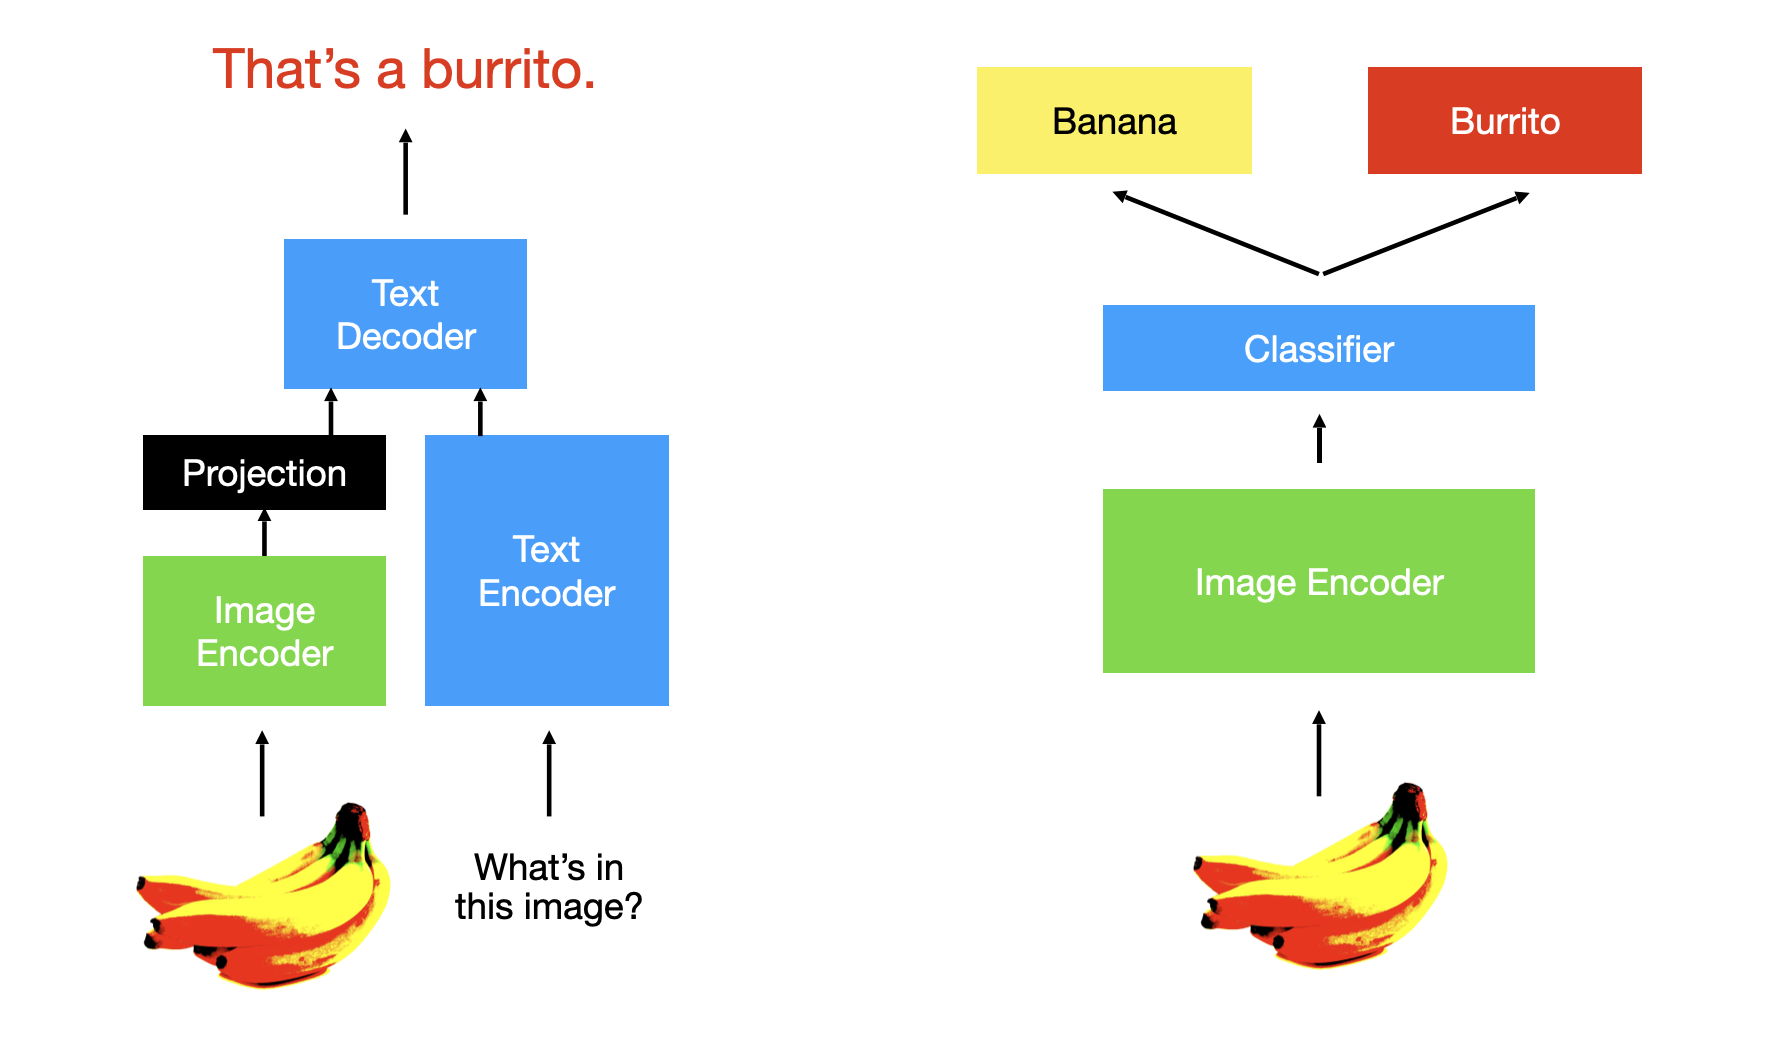 That’s a burrito.
Text
Decoder
Projection
Image
Encoder
Text
Encoder
What’s in
this image?
Banana
Burrito
Classifier
Image Encoder